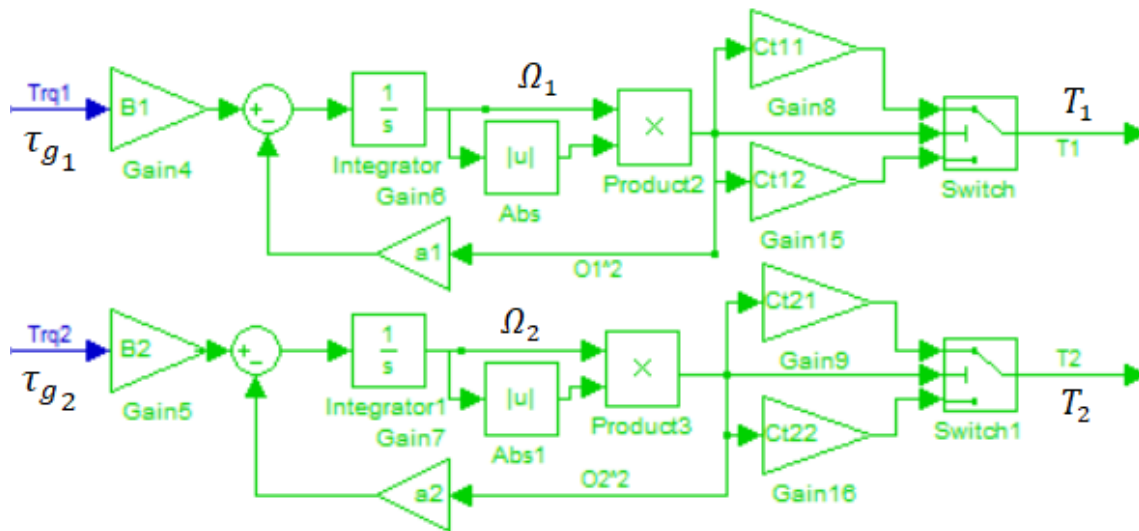 Trq1
τg1
B1
Gain4
+
−
1
s
Integrator
Gain6
Ω1
|u|
Abs
×
Product2
Ct11
Gain8
Ct12
Gain15
Switch
T1
T1
a1
O1^2
Trq2
τg2
B2
Gain5
+
−
1
s
Integrator1
Gain7
Ω2
|u|
Abs1
×
Product3
Ct21
Gain9
Ct22
Gain16
Switch1
T2
T2
a2
O2^2